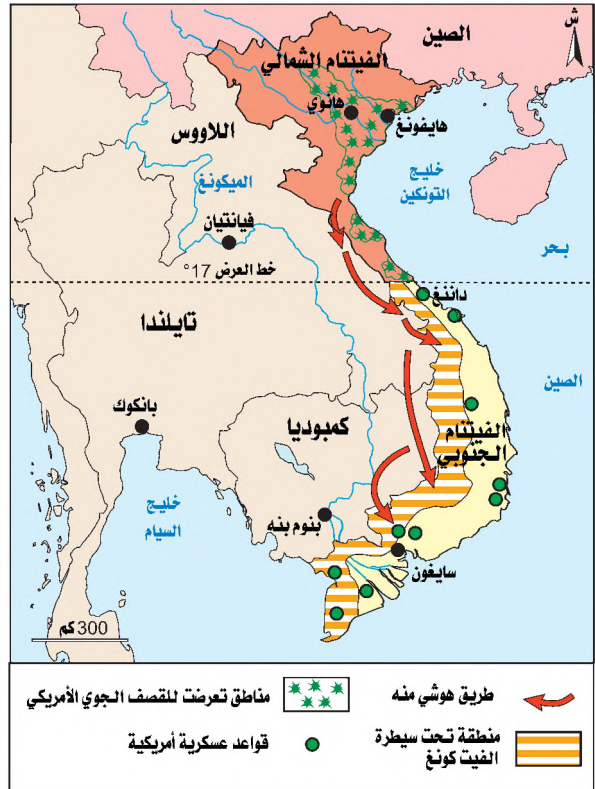 ش
الصين
الفيتنام الشمالي
هانوي
هايفونغ
اللاووس
خليج
التونكين
الميكونغ
فيانتيان
بحر
خط العرض 17°
داننغ
تايلندا
الصين
بانكوك
كمبوديا
الفيتنام
الجنوبي
خليج
السيام
بنوم بنه
سايغون
300 كم
طريق هوشي منه
مناطق تعرضت للقصف الجوي الأمريكي
منطقة تحت سيطرة
الفيت كونغ
قواعد عسكرية أمريكية